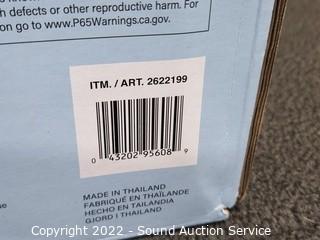 h defects or other reproductive harm. For
on go to www.P65Warnings.ca.gov.
ITM. / ART. 2622199
0 43202 95608 9
MADE IN THAILAND
FABRIQUÉ EN THAÏLANDE
HECHO EN TAILANDIA
GJORD I THAILAND
Copyright 2022 - Sound Auction Service